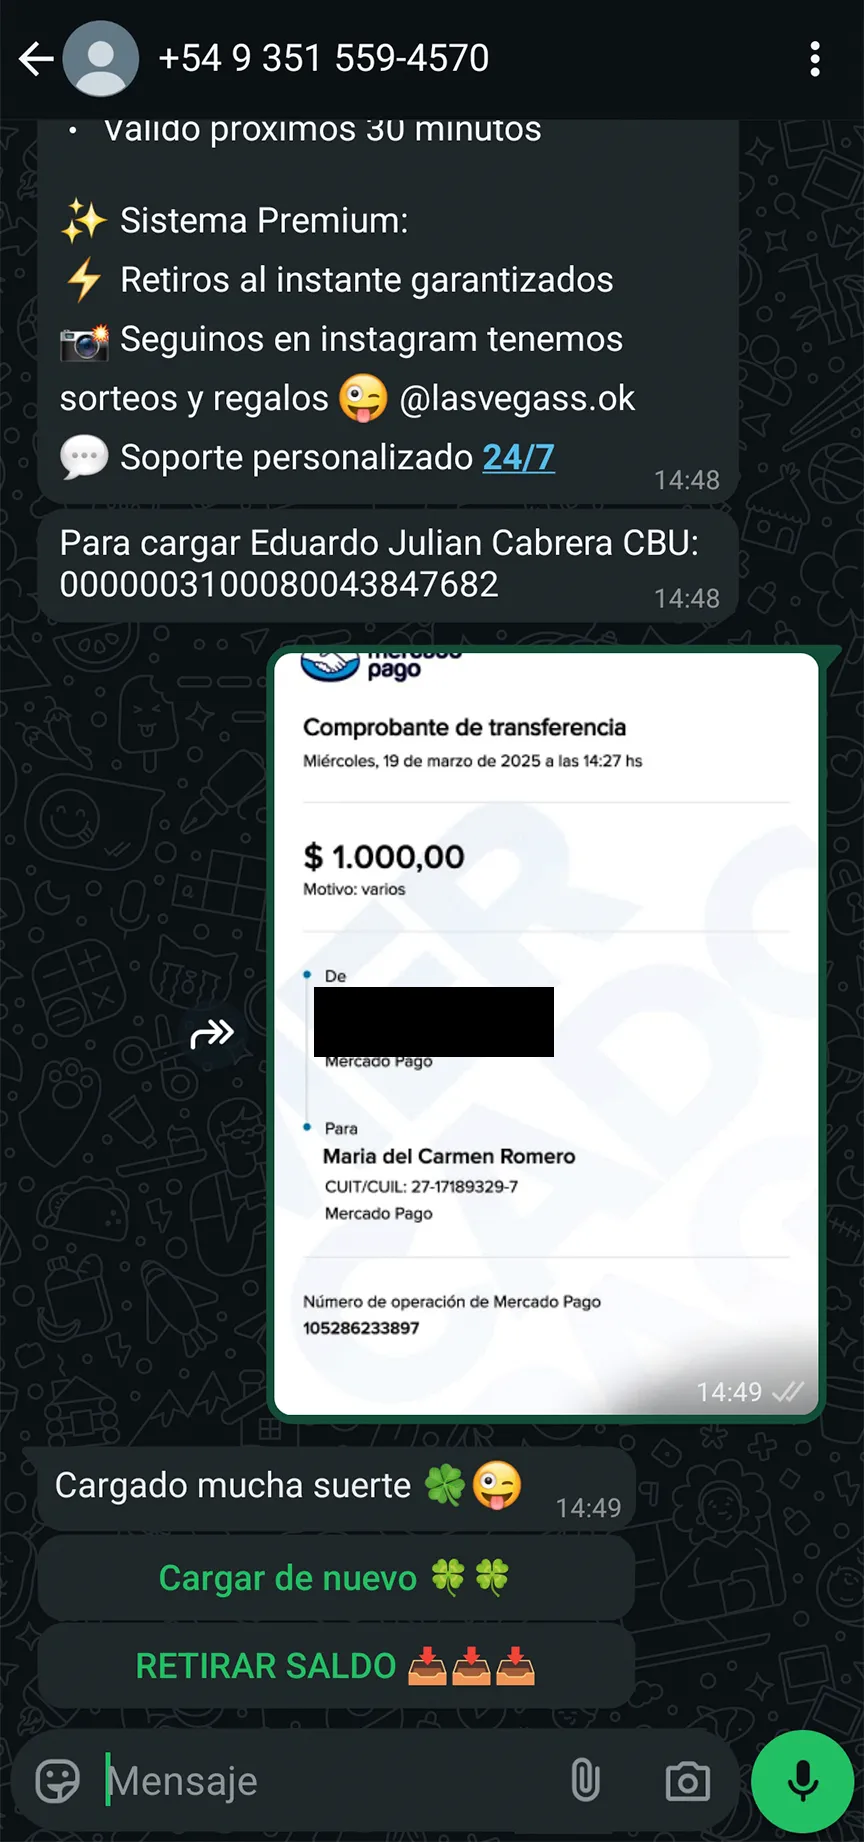 +54 9 351 559-4570
• Válido próximos 30 minutos
✨ Sistema Premium:
⚡ Retiros al instante garantizados
📸 Seguinos en instagram tenemos
sorteos y regalos 😜 @lasvegass.ok
💬 Soporte personalizado 24/7
14:48
Para cargar Eduardo Julian Cabrera CBU:
0000003100080043847682
14:48
mercado
pago
Comprobante de transferencia
Miércoles, 19 de marzo de 2025 a las 14:27 hs
$ 1.000,00
Motivo: varios
De
Mercado Pago
Para
Maria del Carmen Romero
CUIT/CUIL: 27-17189329-7
Mercado Pago
Número de operación de Mercado Pago
105286233897
14:49
Cargado mucha suerte 🍀😜
14:49
Cargar de nuevo 🍀🍀
RETIRAR SALDO 📥📥📥
Mensaje